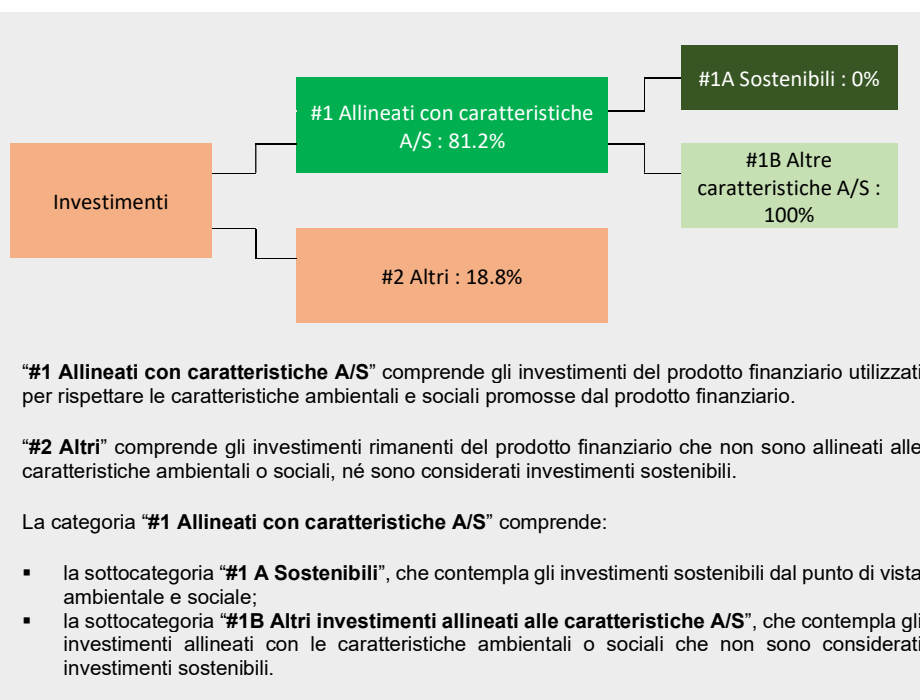 #1A Sostenibili : 0%
#1 Allineati con caratteristiche
A/S : 81.2%
#1B Altre
caratteristiche A/S :
100%
Investimenti
#2 Altri : 18.8%
“#1 Allineati con caratteristiche A/S” comprende gli investimenti del prodotto finanziario utilizzati
per rispettare le caratteristiche ambientali e sociali promosse dal prodotto finanziario.
“#2 Altri” comprende gli investimenti rimanenti del prodotto finanziario che non sono allineati alle
caratteristiche ambientali o sociali, né sono considerati investimenti sostenibili.
La categoria “#1 Allineati con caratteristiche A/S” comprende:
▪ la sottocategoria “#1 A Sostenibili”, che contempla gli investimenti sostenibili dal punto di vista
ambientale e sociale;
▪ la sottocategoria “#1B Altri investimenti allineati alle caratteristiche A/S”, che contempla gli
investimenti allineati con le caratteristiche ambientali o sociali che non sono considerati
investimenti sostenibili.